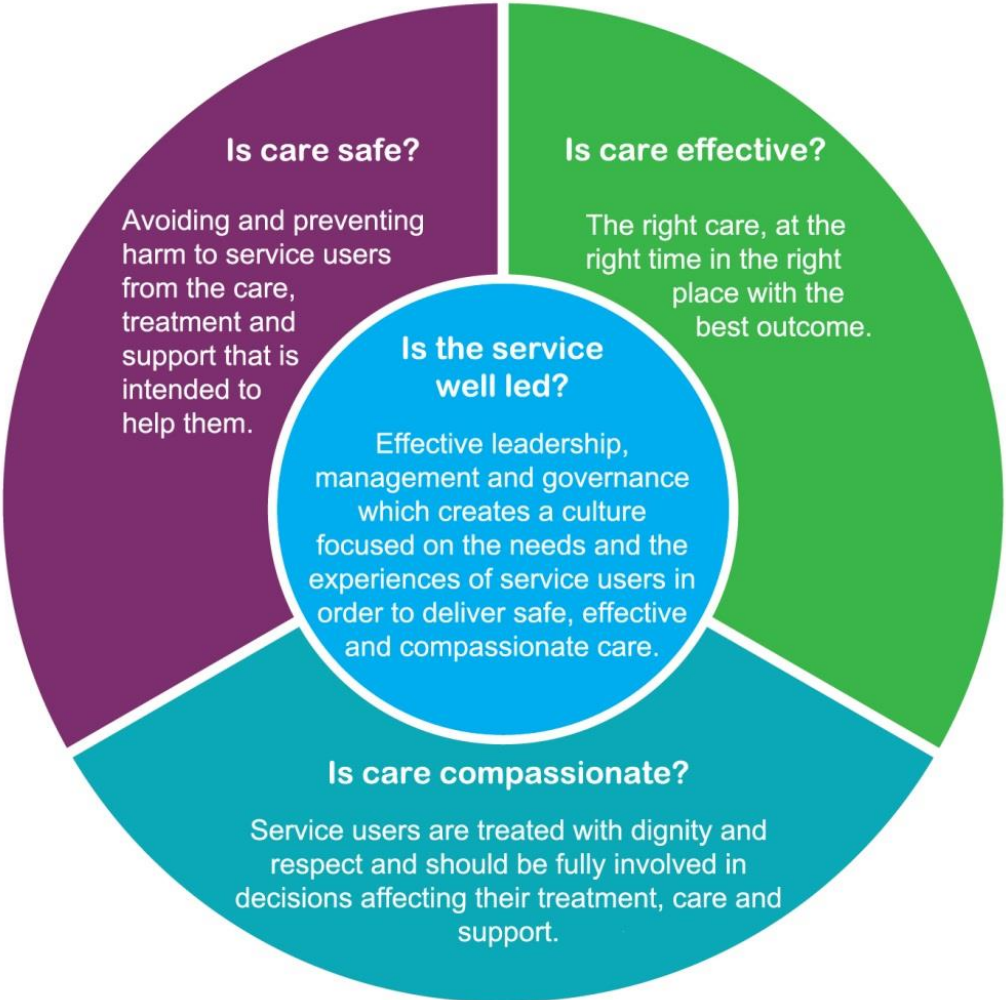 Is care safe?
Avoiding and preventing
harm to service users
from the care,
treatment and
support that is
intended to
help them.
Is care effective?
The right care, at the
right time in the right
place with the
best outcome.
Is the service
well led?
Effective leadership,
management and governance
which creates a culture
focused on the needs and the
experiences of service users in
order to deliver safe, effective
and compassionate care.
Is care compassionate?
Service users are treated with dignity and
respect and should be fully involved in
decisions affecting their treatment, care and
support.